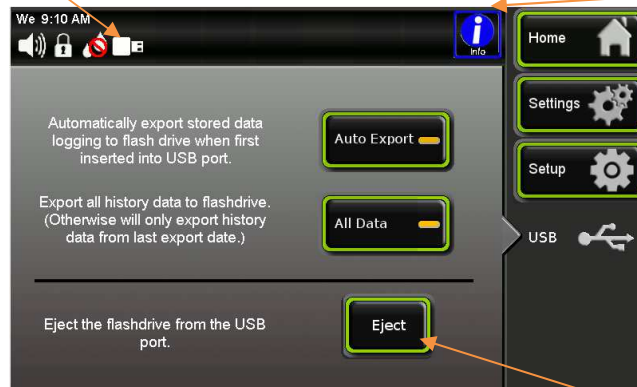 We 9:10 AM
Info
Home
Settings
Setup
USB
Automatically export stored data
logging to flash drive when first
inserted into USB port.
Auto Export
Export all history data to flashdrive.
(Otherwise will only export history
data from last export date.)
All Data
Eject the flashdrive from the USB
port.
Eject